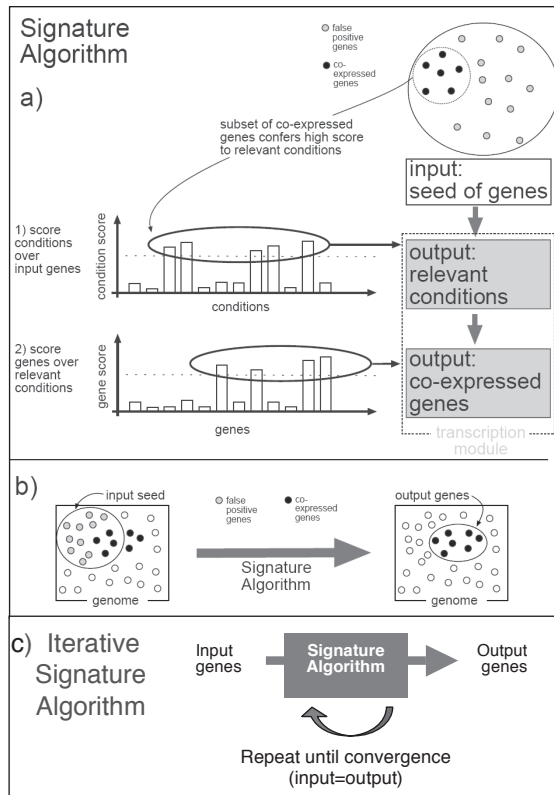 Signature
Algorithm
false
positive
genes
co-
expressed
genes
a)
subset of co-expressed
genes confers high score
to relevant conditions
input:
seed of genes
1) score
conditions
over
input genes
condition score
conditions
output:
relevant
conditions
2) score
genes over
relevant
conditions
gene score
genes
output:
co-expressed
genes
transcription
module
b)
input seed
false
positive
genes
co-
expressed
genes
output genes
Signature
Algorithm
genome
genome
c) Iterative
Signature
Algorithm
Input
genes
Signature
Algorithm
Output
genes
Repeat until convergence
(input=output)